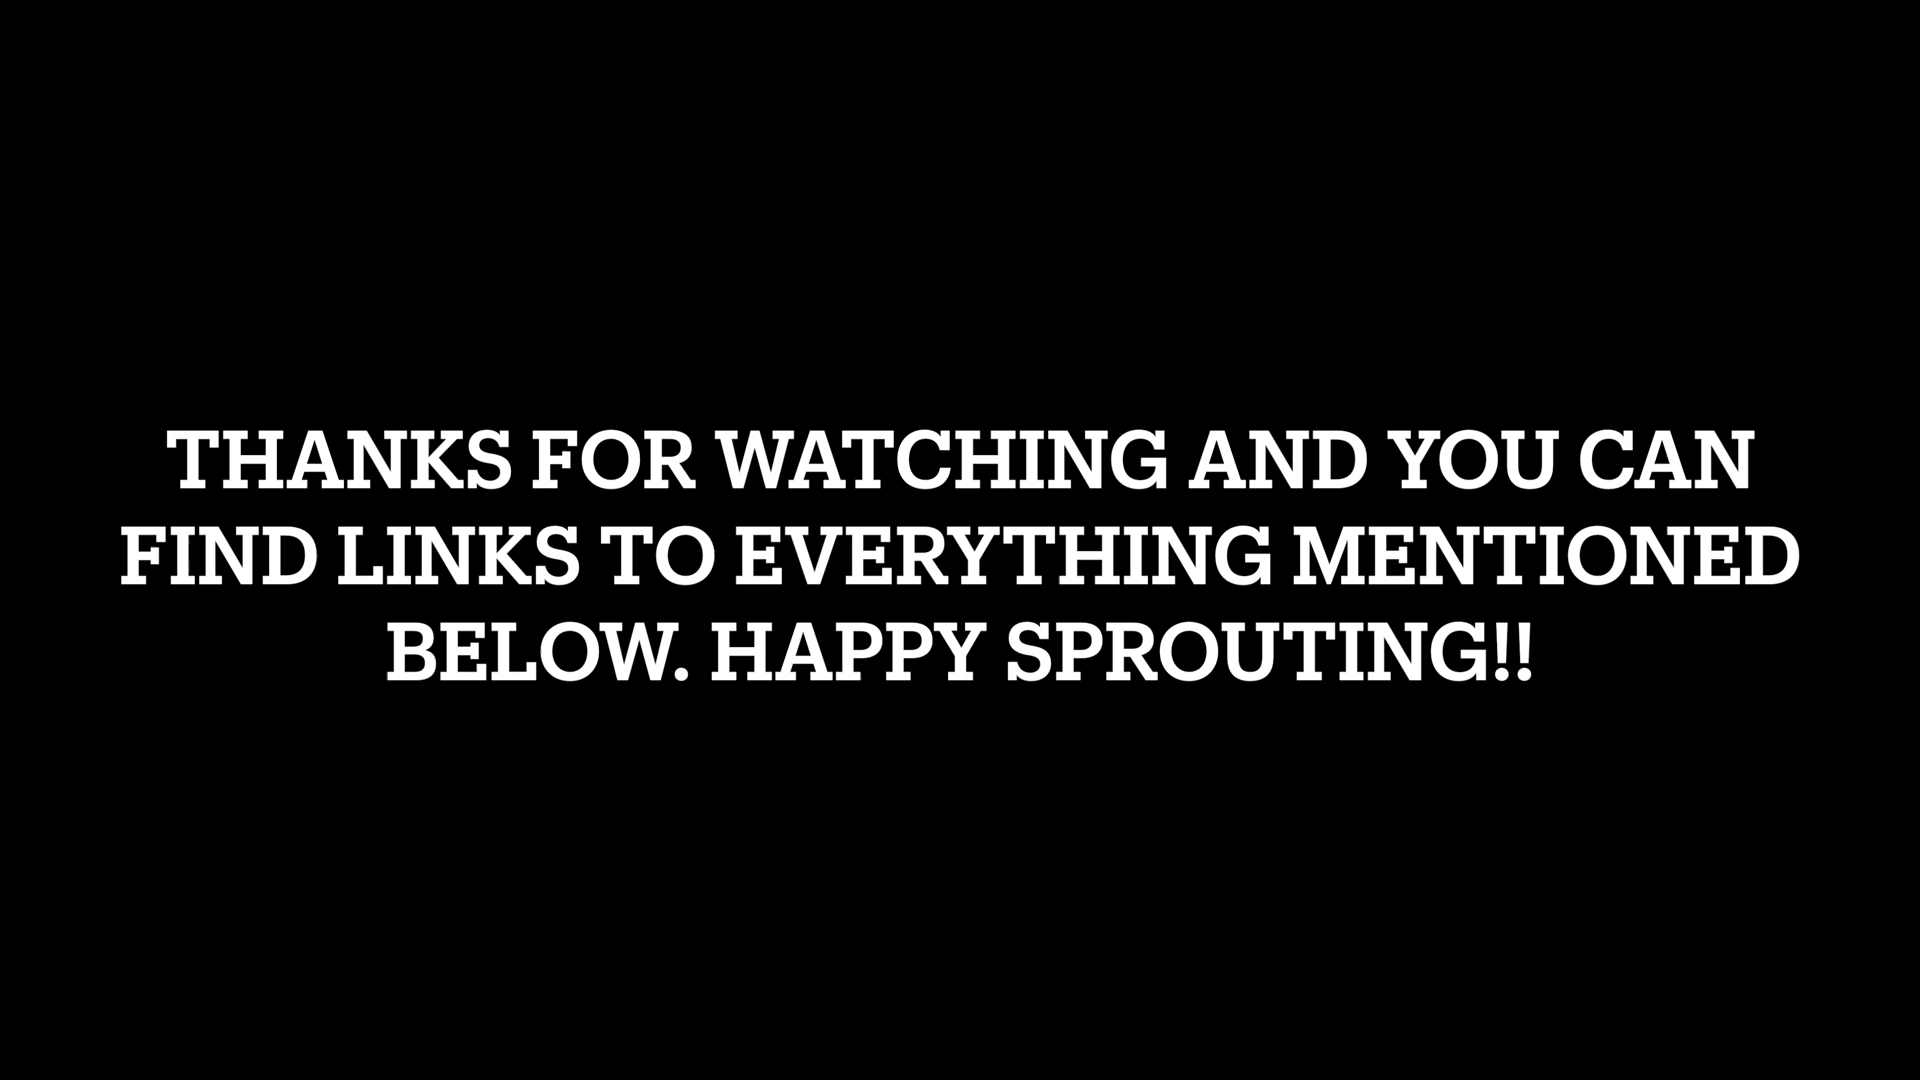 THANKS FOR WATCHING AND YOU CAN
FIND LINKS TO EVERYTHING MENTIONED
BELOW. HAPPY SPROUTING!!